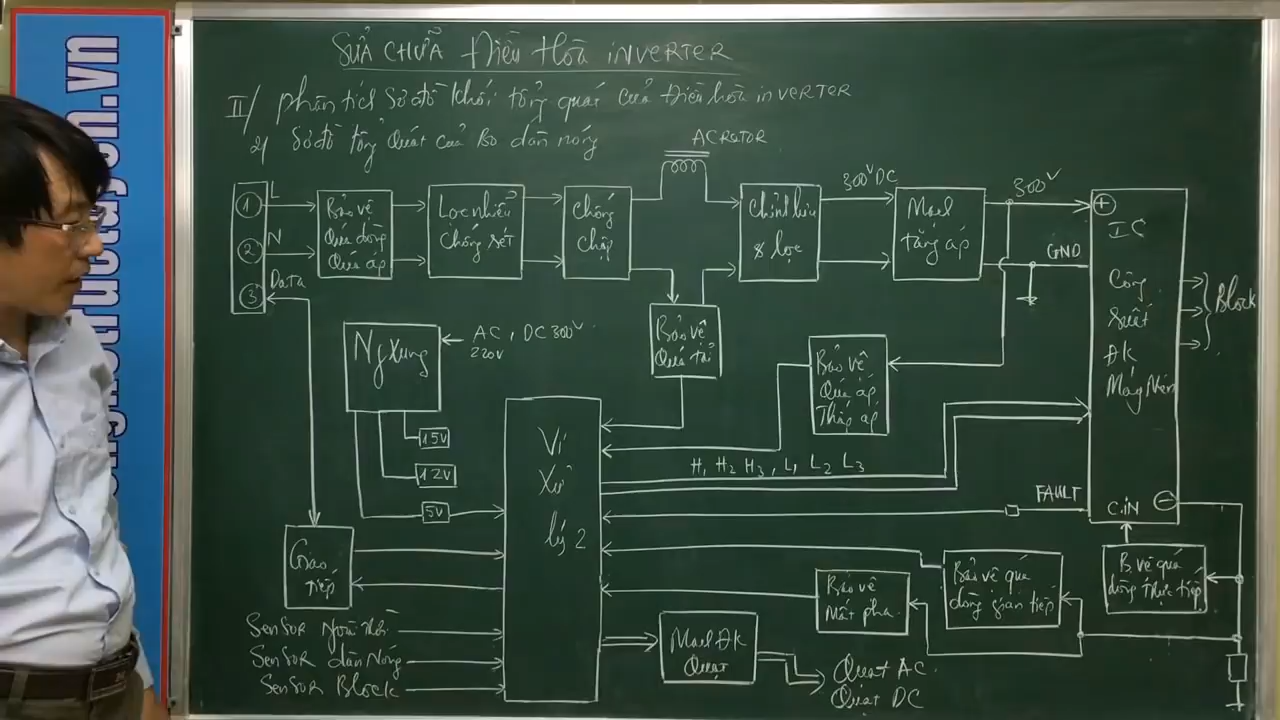 SỬA CHỮA Điều Hòa iNVERTER
II/ phân tích sơ đồ khối tổng quát của Điều hòa inVERTER
2/ Sơ đồ tổng Quát của Bo dàn nóng
ACROTOR
1 L
2 N
3 Data
Bảo vệ
Quá dòng
Quá áp
Lọc nhiễu
Chống sét
Chống
chập
Chỉnh lưu
& lọc
300V DC
Mạch
tăng áp
300V
GND
+
IC
Công
suất
ĐK
Máy Nén
Block
Ng Xung
AC, DC 300V
220V
15V
12V
5V
Bảo vệ
Quá tải
Bảo vệ
Quá áp,
Thấp áp
Vi
Xử
lý 2
H1 H2 H3, L1 L2 L3
FAULT
C.iN
−
Giao
tiếp
Bảo vệ
Mất pha
Bảo vệ quá
dòng gián tiếp
B. vệ quá
dòng trực tiếp
SenSoR Ngoài
SenSoR dàn Nóng
SenSoR Block
Mạch ĐK
Quạt
Quạt AC
Quạt DC
.vn